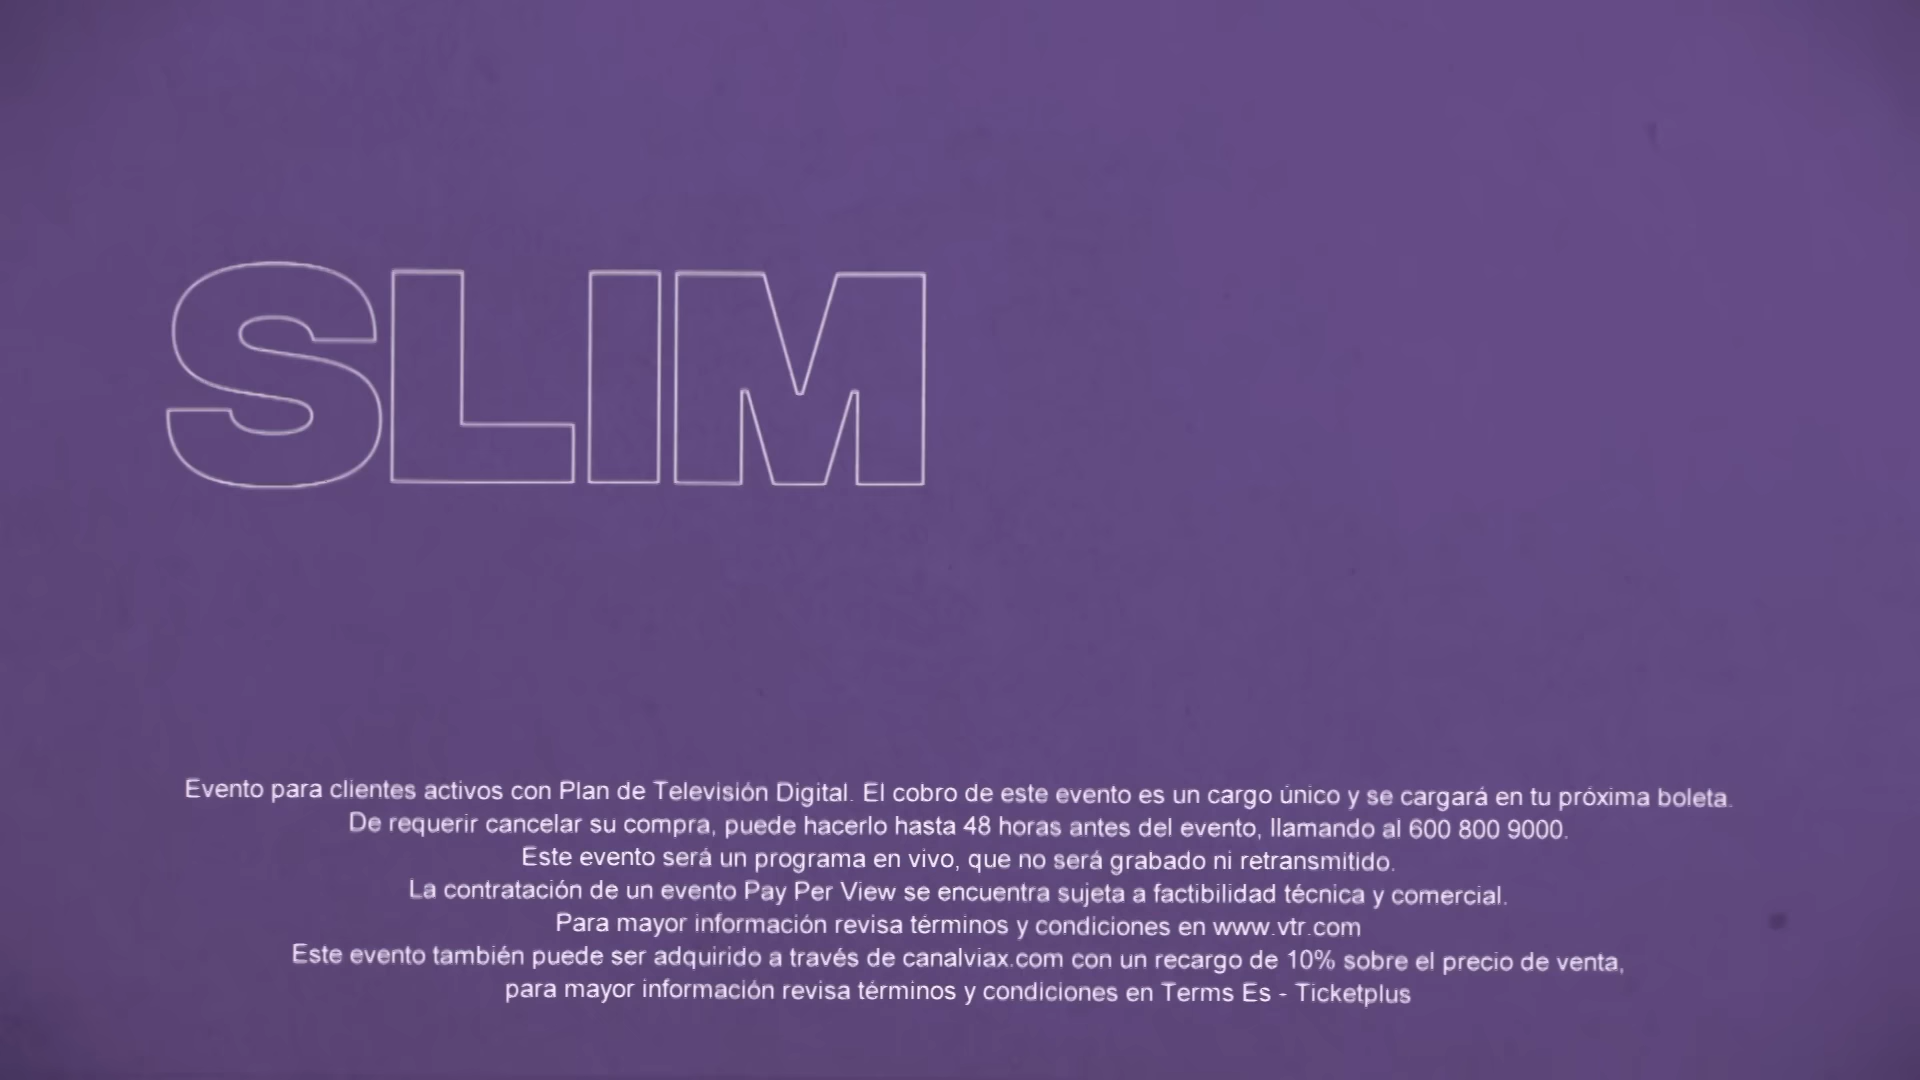 SLIM
Evento para clientes activos con Plan de Televisión Digital. El cobro de este evento es un cargo único y se cargará en tu próxima boleta.
De requerir cancelar su compra, puede hacerlo hasta 48 horas antes del evento, llamando al 600 800 9000.
Este evento será un programa en vivo, que no será grabado ni retransmitido.
La contratación de un evento Pay Per View se encuentra sujeta a factibilidad técnica y comercial.
Para mayor información revisa términos y condiciones en www.vtr.com
Este evento también puede ser adquirido a través de canalviax.com con un recargo de 10% sobre el precio de venta,
para mayor información revisa términos y condiciones en Terms Es - Ticketplus